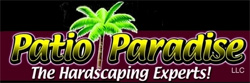 Patio Paradise
LLC
The Hardscaping Experts!